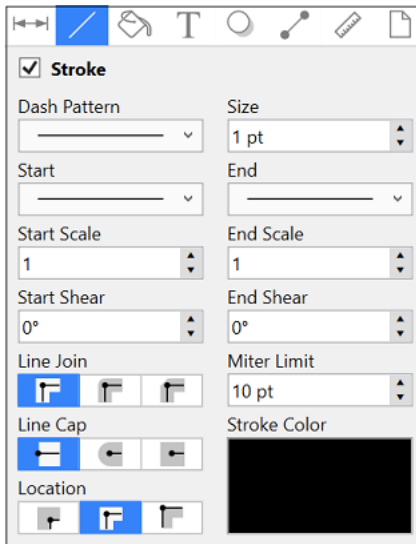 T
Stroke
Dash Pattern Size
1 pt
Start End
Start Scale End Scale
1 1
Start Shear End Shear
0° 0°
Line Join Miter Limit
10 pt
Line Cap Stroke Color
Location